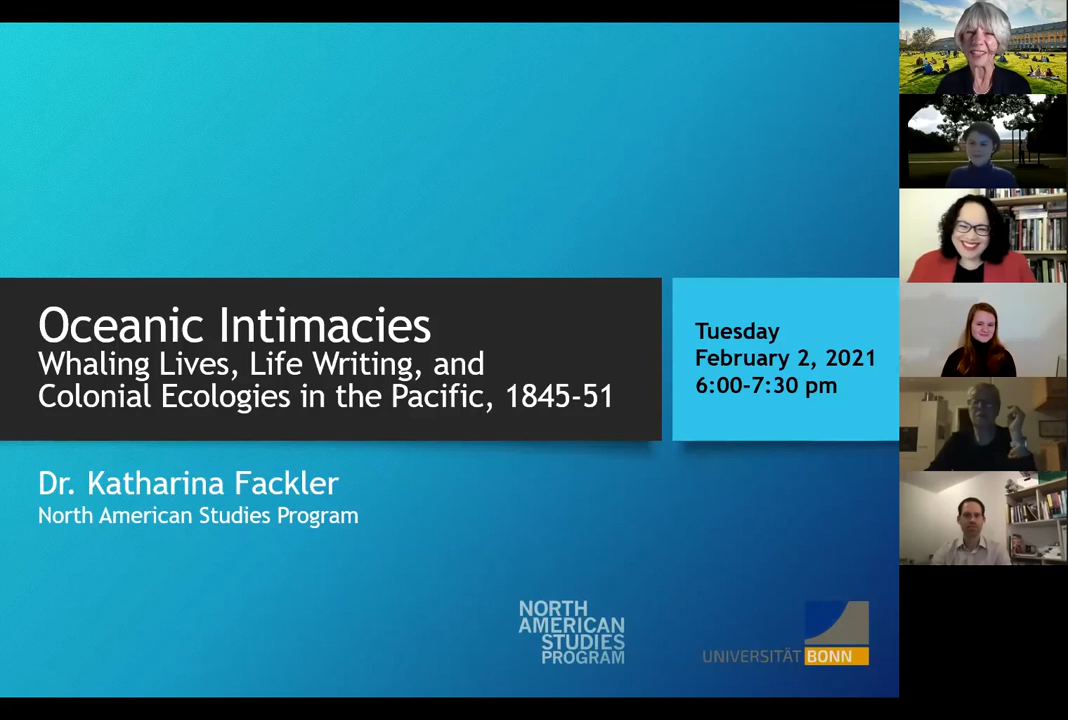 Oceanic Intimacies
Whaling Lives, Life Writing, and
Colonial Ecologies in the Pacific, 1845-51
Tuesday
February 2, 2021
6:00-7:30 pm
Dr. Katharina Fackler
North American Studies Program
NORTH
AMERICAN
STUDIES
PROGRAM
UNIVERSITÄT BONN